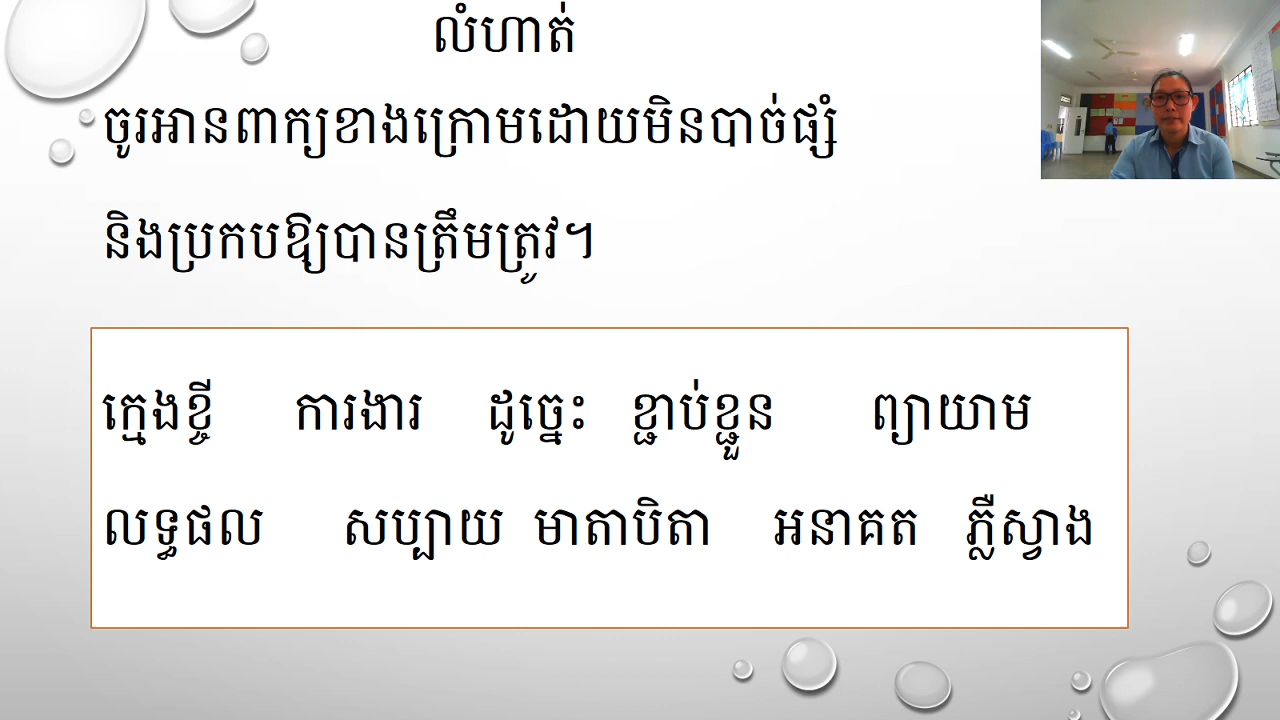 លំហាត់
ចូរអានពាក្យខាងក្រោមដោយមិនបាច់ផ្សំ
និងប្រកបឱ្យបានត្រឹមត្រូវ។
ក្មេងខ្ចី ការងារ ដូច្នេះ ខ្ជាប់ខ្ជួន ព្យាយាម
លទ្ធផល សប្បាយ មាតាបិតា អនាគត ភ្លឺស្វាង